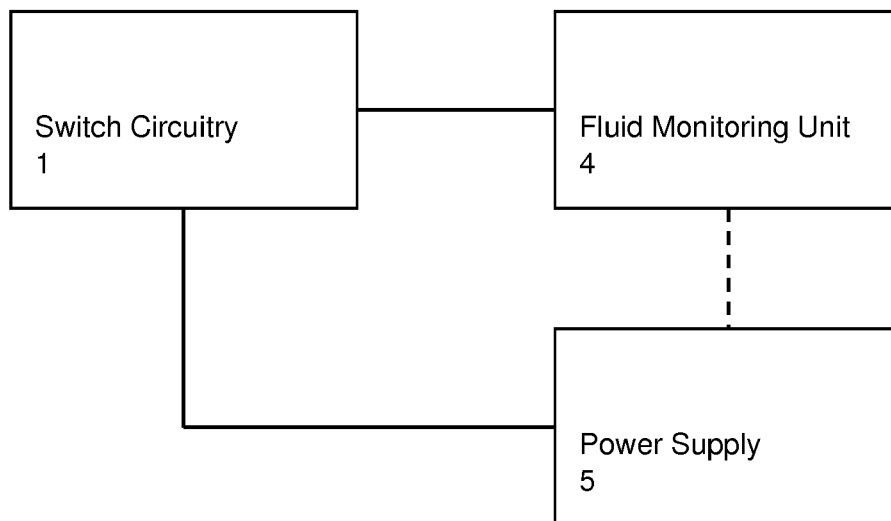 Switch Circuitry
1
Fluid Monitoring Unit
4
Power Supply
5